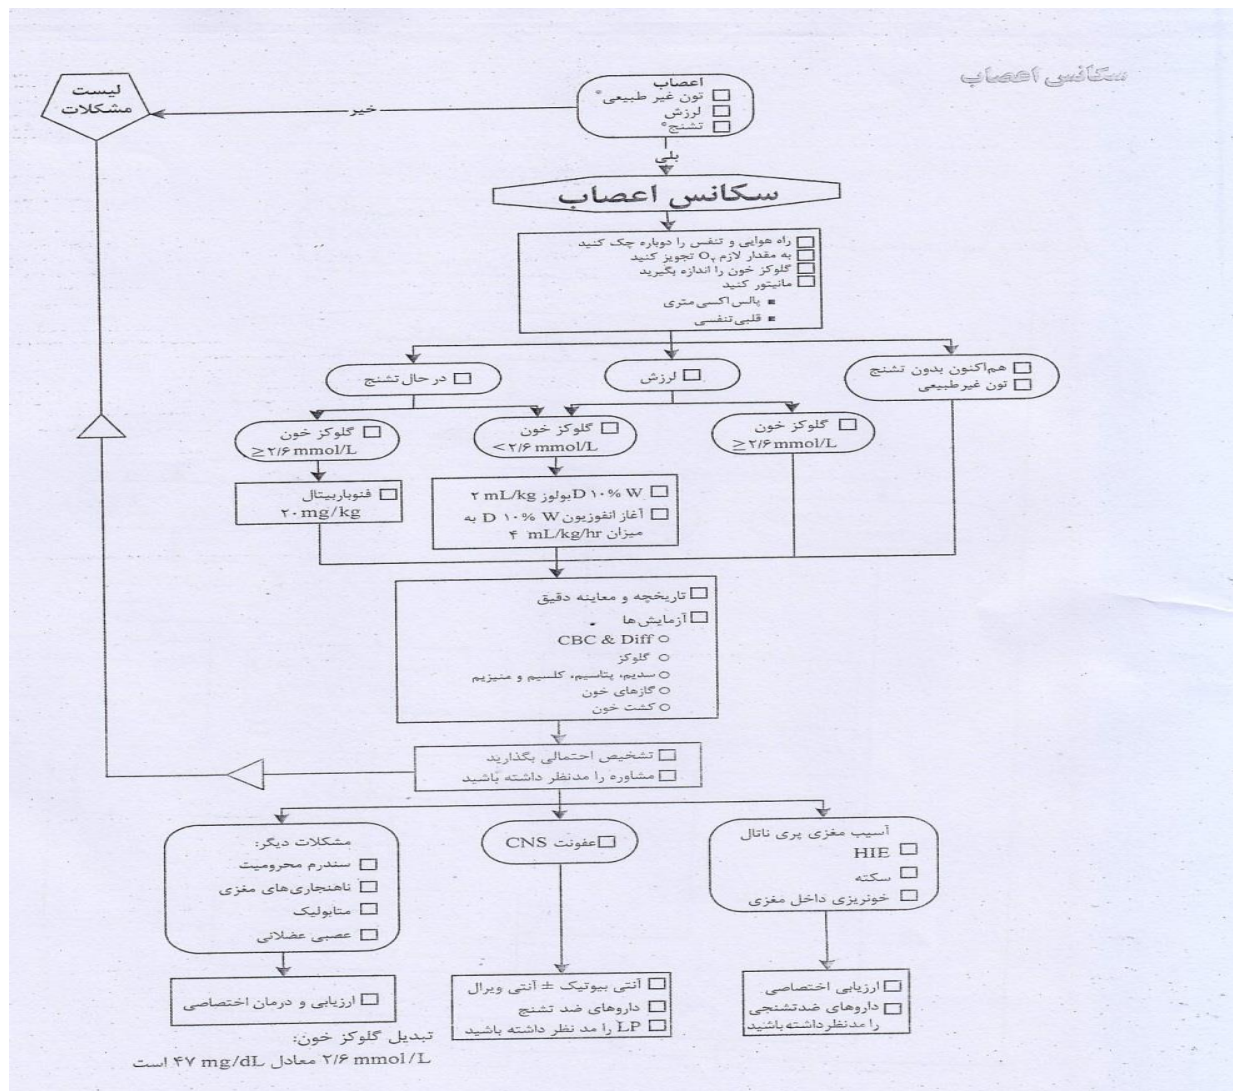 سکانس اعصاب
لیست
مشکلات
اعصاب
تون غیر طبیعی*
لرزش
تشنج*
خیر
بلی
سکانس اعصاب
راه هوایی و تنفس را دوباره چک کنید
به مقدار لازم O۲ تجویز کنید
گلوکز خون را اندازه بگیرید
مانیتور کنید
پالس اکسی متری
قلبی تنفسی
هم‌اکنون بدون تشنج
تون غیرطبیعی
لرزش
در حال تشنج
گلوکز خون
≥۲/۶ mmol/L
گلوکز خون
<۲/۶ mmol/L
گلوکز خون
≤۲/۶ mmol/L
D ۱۰% W بولوز ۲ mL/kg
آغاز انفوزیون D ۱۰% W به
میزان ۴ mL/kg/hr
فنوباربیتال
۲۰ mg/kg
تاریخچه و معاینه دقیق
آزمایش‌ها
CBC & Diff
گلوکز
سدیم، پتاسیم، کلسیم و منیزیم
گازهای خون
کشت خون
تشخیص احتمالی بگذارید
مشاوره را مدنظر داشته باشید
آسیب مغزی پری ناتال
HIE
سکته
خونریزی داخل مغزی
عفونت CNS
مشکلات دیگر:
سندرم محرومیت
ناهنجاری‌های مغزی
متابولیک
عصبی عضلانی
ارزیابی اختصاصی
داروهای ضدتشنجی
را مدنظر داشته باشید
آنتی بیوتیک ± آنتی ویرال
داروهای ضد تشنج
LP را مد نظر داشته باشید
ارزیابی و درمان اختصاصی
تبدیل گلوکز خون:
۲/۶ mmol/L معادل ۴۷ mg/dL است